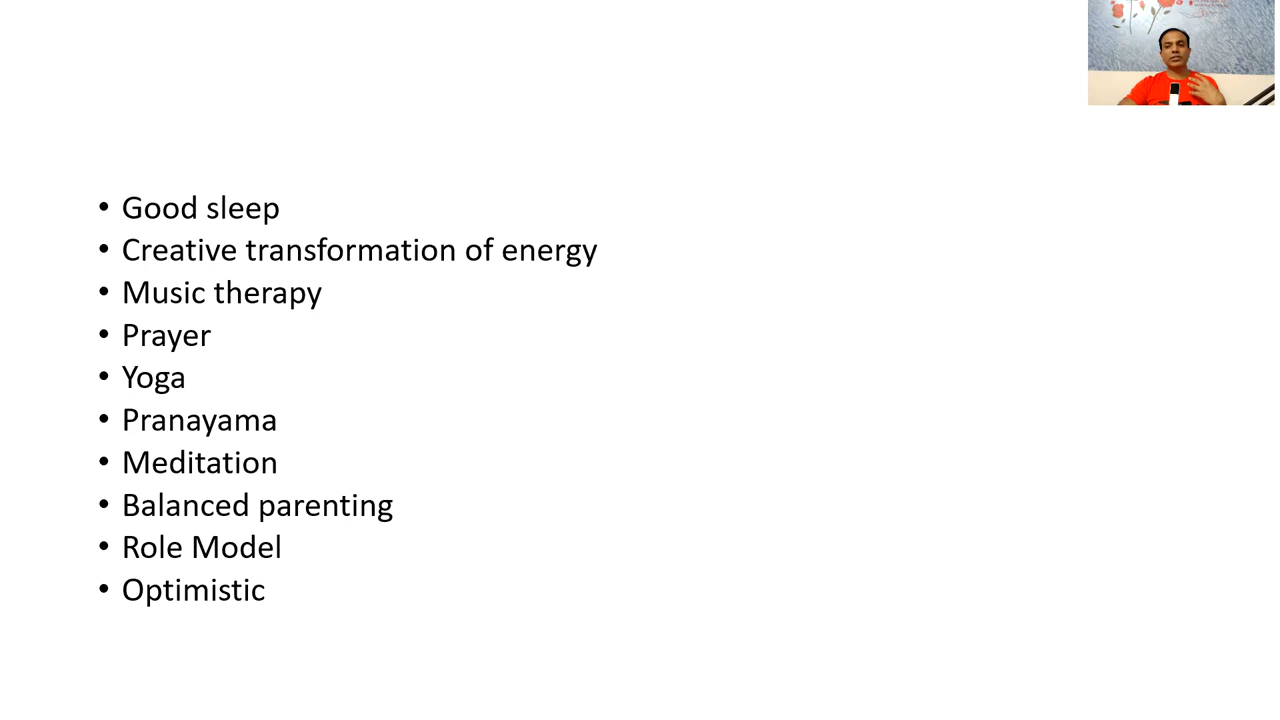 • Good sleep
• Creative transformation of energy
• Music therapy
• Prayer
• Yoga
• Pranayama
• Meditation
• Balanced parenting
• Role Model
• Optimistic